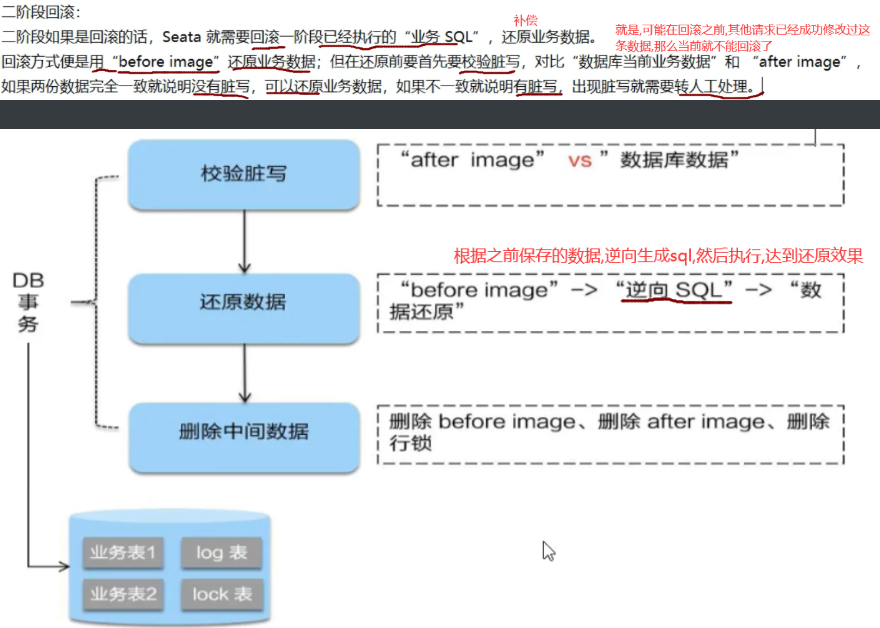 二阶段回滚：
补偿
二阶段如果是回滚的话，Seata 就需要回滚一阶段已经执行的“业务 SQL”，还原业务数据。
就是,可能在回滚之前,其他请求已经成功修改过这
条数据,那么当前就不能回滚了
回滚方式便是用“before image”还原业务数据；但在还原前要首先要校验脏写，对比“数据库当前业务数据”和 “after image”，
如果两份数据完全一致就说明没有脏写，可以还原业务数据，如果不一致就说明有脏写，出现脏写就需要转人工处理。
校验脏写
“after image” vs ”数据库数据”
根据之前保存的数据,逆向生成sql,然后执行,达到还原效果
DB
事
务
还原数据
“before image”–> “逆向 SQL” –> “数
据还原”
删除中间数据
删除 before image、删除 after image、删除
行锁
业务表1
log 表
业务表2
lock 表